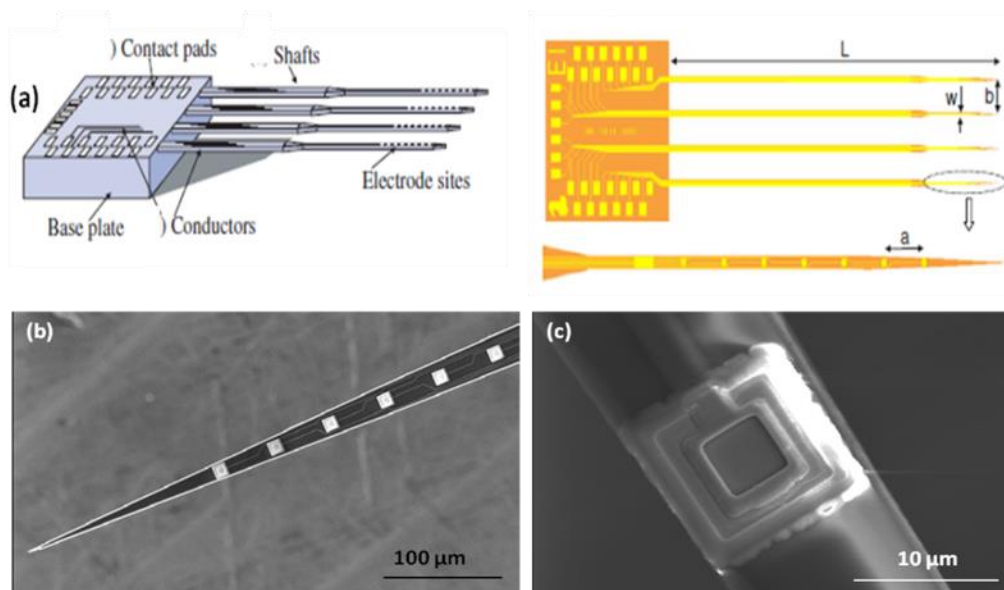 (a)
) Contact pads
Shafts
Electrode sites
Base plate
) Conductors
L
w
b
a
(b)
100 µm
(c)
10 µm